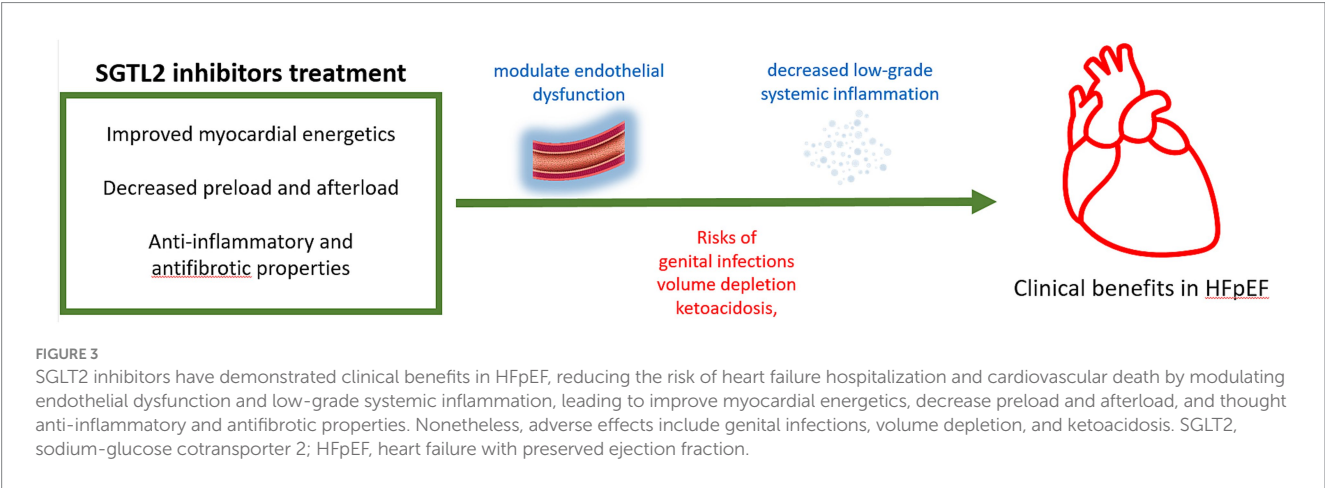 SGTL2 inhibitors treatment
Improved myocardial energetics
Decreased preload and afterload
Anti-inflammatory and
antifibrotic properties
modulate endothelial
dysfunction
decreased low-grade
systemic inflammation
Risks of
genital infections
volume depletion
ketoacidosis,
Clinical benefits in HFpEF
FIGURE 3
SGLT2 inhibitors have demonstrated clinical benefits in HFpEF, reducing the risk of heart failure hospitalization and cardiovascular death by modulating
endothelial dysfunction and low-grade systemic inflammation, leading to improve myocardial energetics, decrease preload and afterload, and thought
anti-inflammatory and antifibrotic properties. Nonetheless, adverse effects include genital infections, volume depletion, and ketoacidosis. SGLT2,
sodium-glucose cotransporter 2; HFpEF, heart failure with preserved ejection fraction.